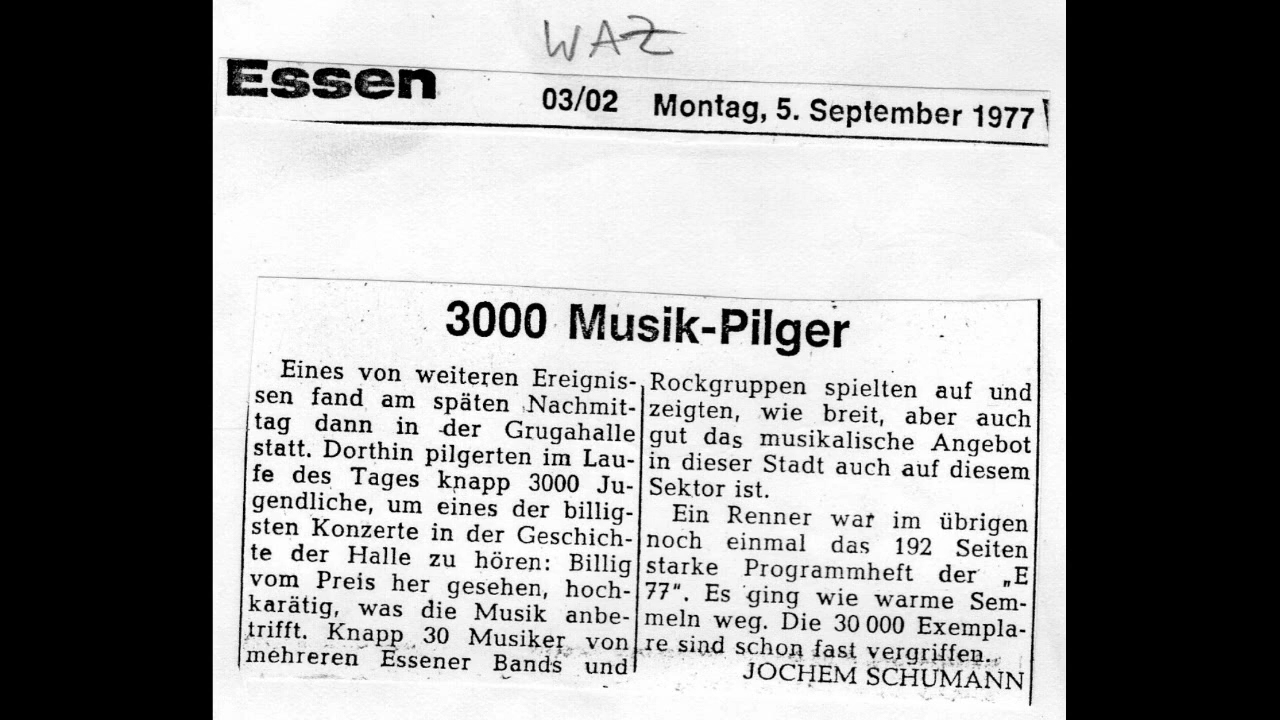 WAZ
Essen
03/02 Montag, 5. September 1977
3000 Musik-Pilger
Eines von weiteren Ereignis-
sen fand am späten Nachmit-
tag dann in der Grugahalle
statt. Dorthin pilgerten im Lau-
fe des Tages knapp 3000 Ju-
gendliche, um eines der billig-
sten Konzerte in der Geschich-
te der Halle zu hören: Billig
vom Preis her gesehen, hoch-
karätig, was die Musik anbe-
trifft. Knapp 30 Musiker von
mehreren Essener Bands und
Rockgruppen spielten auf und
zeigten, wie breit, aber auch
gut das musikalische Angebot
in dieser Stadt auch auf diesem
Sektor ist.
Ein Renner war im übrigen
noch einmal das 192 Seiten
starke Programmheft der „E
77“. Es ging wie warme Sem-
meln weg. Die 30 000 Exempla-
re sind schon fast vergriffen.
JOCHEM SCHUMANN